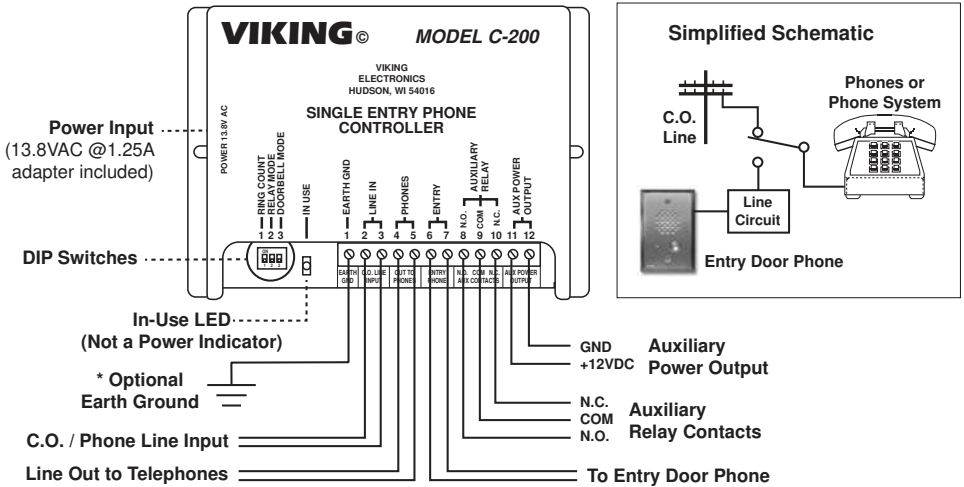 VIKING©
MODEL C-200
VIKING
ELECTRONICS
HUDSON, WI 54016
SINGLE ENTRY PHONE
CONTROLLER
POWER 13.8V AC
Power Input
(13.8VAC @1.25A
adapter included)
RING COUNT
RELAY MODE
DOORBELL MODE
1 2 3
IN USE
EARTH GND
LINE IN
PHONES
ENTRY
AUXILIARY
RELAY
N.O.
COM
N.C.
AUX POWER
OUTPUT
1 2 3 4 5 6 7 8 9 10 11 12
DIP Switches
ON
1 2 3
EARTH
GND
C.O. LINE
INPUT
OUT TO
PHONES
ENTRY
PHONE
N.O. COM N.C.
AUX CONTACTS
AUX POWER
OUTPUT
In-Use LED
(Not a Power Indicator)
* Optional
Earth Ground
C.O. / Phone Line Input
Line Out to Telephones
GND
+12VDC
Auxiliary
Power Output
N.C.
COM
N.O.
Auxiliary
Relay Contacts
To Entry Door Phone
Simplified Schematic
C.O.
Line
Phones or
Phone System
Line
Circuit
Entry Door Phone